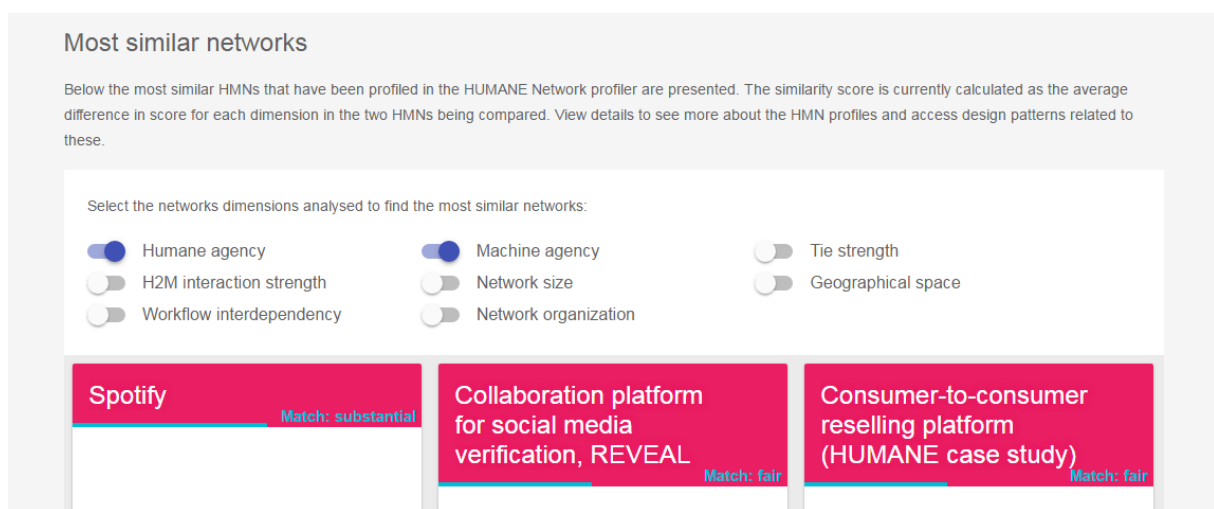 Most similar networks
Below the most similar HMNs that have been profiled in the HUMANE Network profiler are presented. The similarity score is currently calculated as the average
difference in score for each dimension in the two HMNs being compared. View details to see more about the HMN profiles and access design patterns related to
these.
Select the networks dimensions analysed to find the most similar networks:
Humane agency
Machine agency
Tie strength
H2M interaction strength
Network size
Geographical space
Workflow interdependency
Network organization
Spotify
Match: substantial
Collaboration platform
for social media
verification, REVEAL
Match: fair
Consumer-to-consumer
reselling platform
(HUMANE case study)
Match: fair